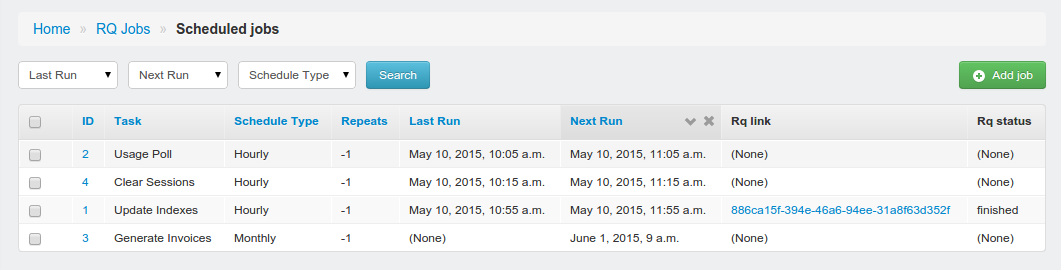 Home » RQ Jobs » Scheduled jobs
Last Run Next Run Schedule Type Search Add job
ID Task Schedule Type Repeats Last Run Next Run Rq link Rq status
2 Usage Poll Hourly -1 May 10, 2015, 10:05 a.m. May 10, 2015, 11:05 a.m. (None) (None)
4 Clear Sessions Hourly -1 May 10, 2015, 10:15 a.m. May 10, 2015, 11:15 a.m. (None) (None)
1 Update Indexes Hourly -1 May 10, 2015, 10:55 a.m. May 10, 2015, 11:55 a.m. 886ca15f-394e-46a6-94ee-31a8f63d352f finished
3 Generate Invoices Monthly -1 (None) June 1, 2015, 9 a.m. (None) (None)